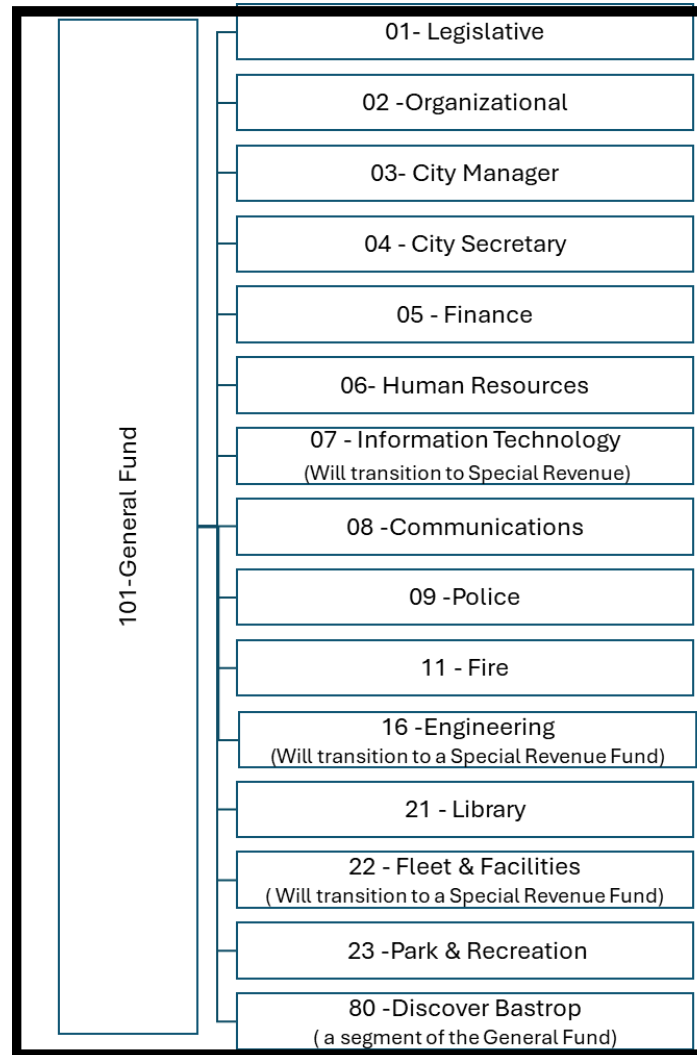 101-General Fund
01- Legislative
02 -Organizational
03- City Manager
04 - City Secretary
05 - Finance
06- Human Resources
07 - Information Technology
(Will transition to Special Revenue)
08 -Communications
09 -Police
11 - Fire
16 -Engineering
(Will transition to a Special Revenue Fund)
21 - Library
22 - Fleet & Facilities
( Will transition to a Special Revenue Fund)
23 -Park & Recreation
80 -Discover Bastrop
( a segment of the General Fund)